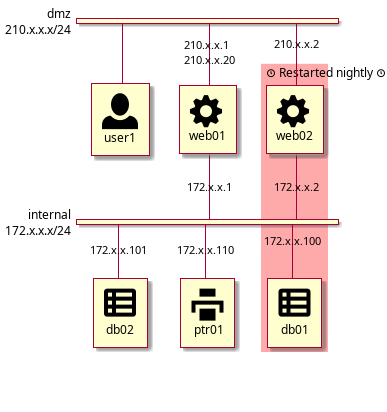 dmz
210.x.x.x/24
210.x.x.1
210.x.x.20
210.x.x.2
⏲ Restarted nightly ⏲
user1
web01
web02
172.x.x.1
172.x.x.2
internal
172.x.x.x/24
172.x.x.101
172.x.x.110
172.x.x.100
db02
ptr01
db01